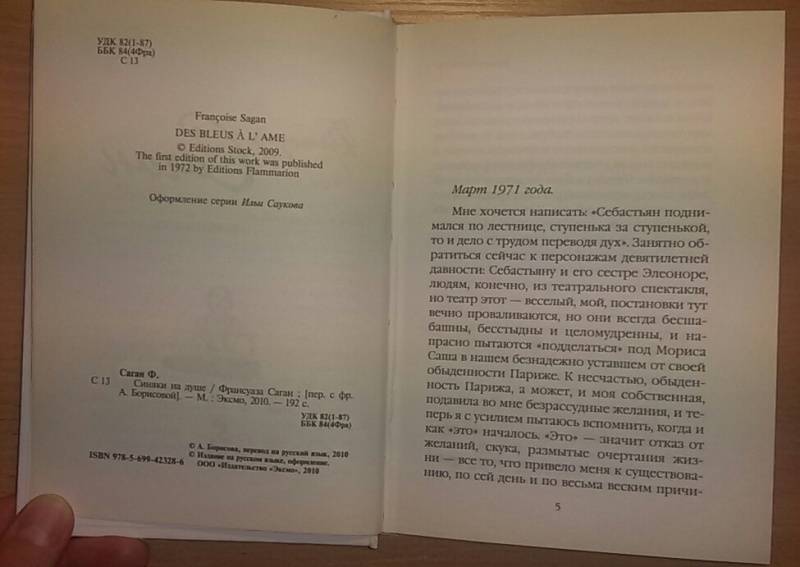 УДК 82(1-87)
ББК 84(4Фра)
С 13
Françoise Sagan
DES BLEUS À L' AME
© Editions Stock, 2009.
The first edition of this work was published
in 1972 by Editions Flammarion
Оформление серии Ильи Саукова
Саган Ф.
С 13 Синяки на душе / Франсуаза Саган ; [пер. с фр.
А. Борисовой]. — М. : Эксмо, 2010. — 192 с.
УДК 82(1-87)
ББК 84(4Фра)
© А. Борисова, перевод на русский язык, 2010
© Издание на русском языке, оформление.
ООО «Издательство «Эксмо», 2010
ISBN 978-5-699-42328-6
Март 1971 года.
Мне хочется написать: «Себастьян подни-
мался по лестнице, ступенька за ступенькой,
то и дело с трудом переводя дух». Занятно об-
ратиться сейчас к персонажам девятилетней
давности: Себастьяну и его сестре Элеоноре,
людям, конечно, из театрального спектакля,
но театр этот — веселый, мой, постановки тут
вечно проваливаются, но они всегда бесша-
башны, бесстыдны и целомудренны, и на-
прасно пытаются «подделаться» под Мориса
Саша в нашем безнадежно уставшем от своей
обыденности Париже. К несчастью, обыден-
ность Парижа, а может, и моя собственная,
подавила во мне безрассудные желания, и те-
перь я с усилием пытаюсь вспомнить, когда и
как «это» началось. «Это» — значит отказ от
желаний, скука, размытые очертания жиз-
ни — все то, что привело меня к существова-
нию, по сей день и по весьма веским причи-
5